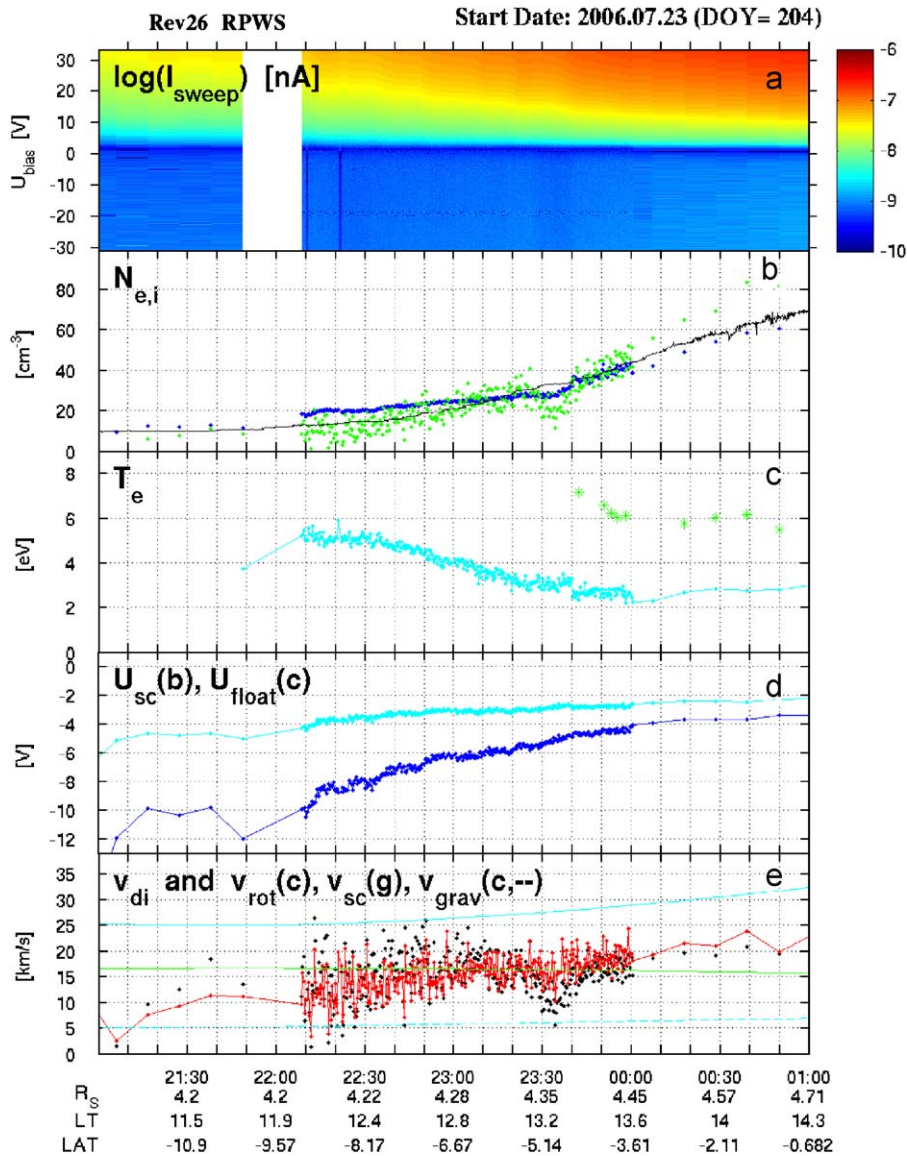 Rev26 RPWS Start Date: 2006.07.23 (DOY= 204)
log(I_sweep) [nA] a
U_bias [V]
30
20
10
0
-10
-20
-30
-6
-7
-8
-9
-10
N_e,i b
[cm⁻³]
80
60
40
20
0
T_e c
[eV]
8
6
4
2
0
U_sc(b), U_float(c) d
[V]
0
-2
-4
-6
-8
-10
-12
v_di and v_rot(c), v_sc(g), v_grav(c,--) e
[km/s]
35
30
25
20
15
10
5
0
21:30 22:00 22:30 23:00 23:30 00:00 00:30 01:00
R_S 4.2 4.2 4.22 4.28 4.35 4.45 4.57 4.71
LT 11.5 11.9 12.4 12.8 13.2 13.6 14 14.3
LAT -10.9 -9.57 -8.17 -6.67 -5.14 -3.61 -2.11 -0.682